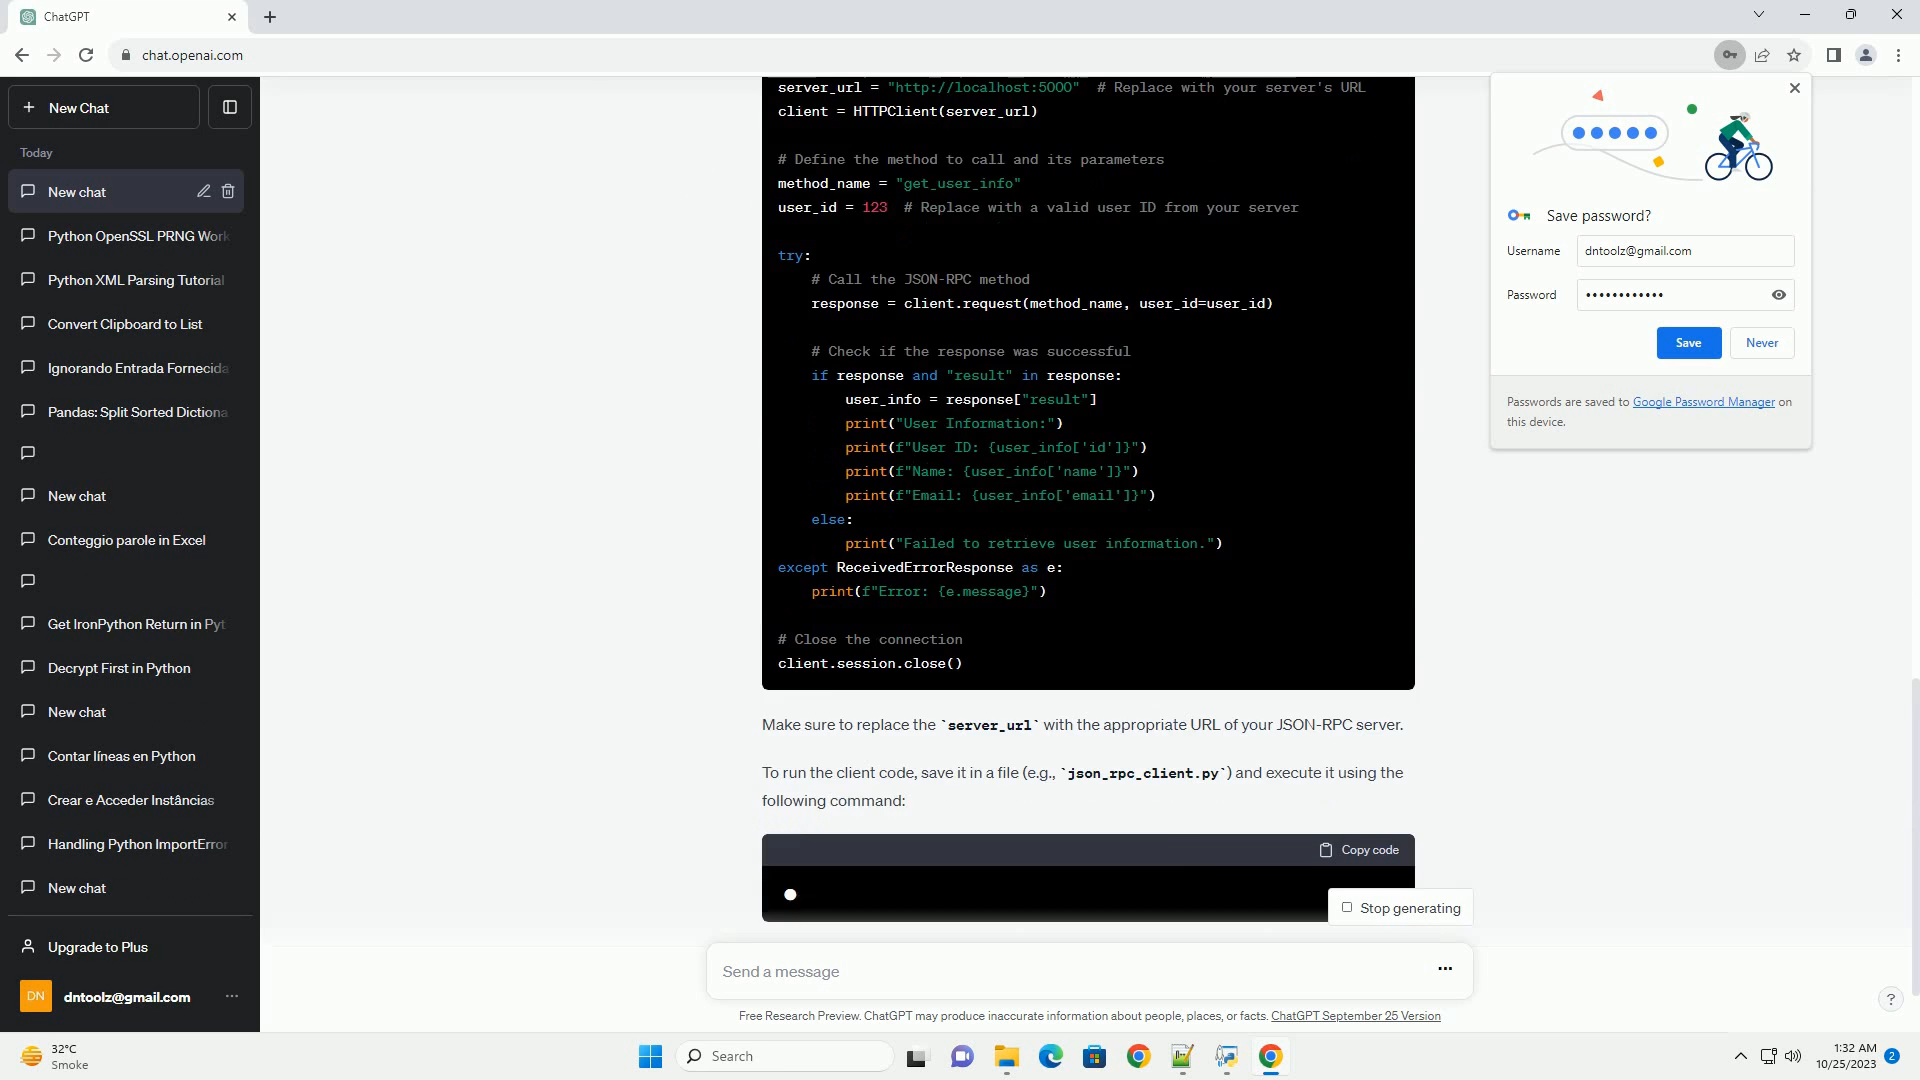 ChatGPT
chat.openai.com
New Chat
Today
New chat
Python OpenSSL PRNG Work
Python XML Parsing Tutorial
Convert Clipboard to List
Ignorando Entrada Fornecida
Pandas: Split Sorted Dictiona
New chat
Conteggio parole in Excel
Get IronPython Return in Pyt
Decrypt First in Python
New chat
Contar líneas en Python
Crear e Acceder Instâncias
Handling Python ImportError
New chat
Upgrade to Plus
DN dntoolz@gmail.com
server_url = "http://localhost:5000"  # Replace with your server's URL
client = HTTPClient(server_url)
# Define the method to call and its parameters
method_name = "get_user_info"
user_id = 123  # Replace with a valid user ID from your server
try:
    # Call the JSON-RPC method
    response = client.request(method_name, user_id=user_id)
    # Check if the response was successful
    if response and "result" in response:
        user_info = response["result"]
        print("User Information:")
        print(f"User ID: {user_info['id']}")
        print(f"Name: {user_info['name']}")
        print(f"Email: {user_info['email']}")
    else:
        print("Failed to retrieve user information.")
except ReceivedErrorResponse as e:
    print(f"Error: {e.message}")
# Close the connection
client.session.close()
Make sure to replace the `server_url` with the appropriate URL of your JSON-RPC server.
To run the client code, save it in a file (e.g., `json_rpc_client.py`) and execute it using the
following command:
Copy code
Stop generating
Send a message
Free Research Preview. ChatGPT may produce inaccurate information about people, places, or facts. ChatGPT September 25 Version
Save password?
Username dntoolz@gmail.com
Password ••••••••••••
Save Never
Passwords are saved to Google Password Manager on
this device.
?
32°C
Smoke
Search
1:32 AM
10/25/2023
2